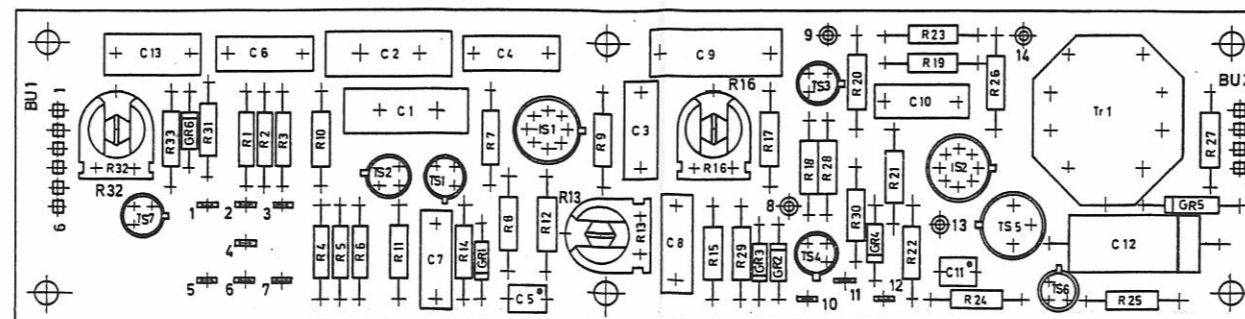 C13
C6
C2
C4
C9
9
R23
14
R19
BU1
1
R33
GR6
R31
R1
R2
R3
R10
C1
R7
IS1
R9
C3
R16
R17
TS3
R20
C10
R26
Tr1
BU2
R27
R32
R32
R16
R18
R28
R21
IS2
TS2
TS1
6
TS7
1
2
3
4
5
6
7
R4
R5
R6
R11
C7
R14
GR1
R8
C5
R12
R13
R13
C8
R15
R29
GR3
GR2
8
TS4
R30
GR4
R22
13
C11
TS5
GR5
C12
10
11
12
R24
TS6
R25